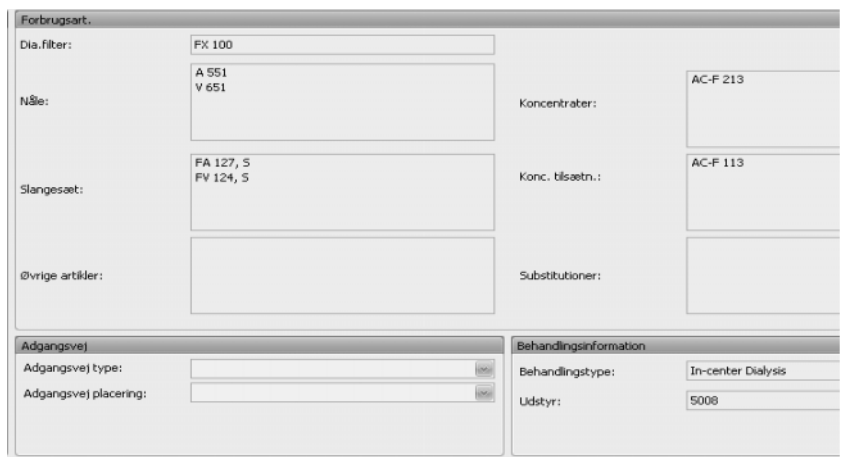 Forbrugsart.
Dia.filter:
FX 100
Nåle:
A 551
V 651
Koncentrater:
AC-F 213
Slangesæt:
FA 127, S
FV 124, S
Konc. tilsætn.:
AC-F 113
Øvrige artikler:
Substitutioner:
Adgangsvej
Adgangsvej type:
Adgangsvej placering:
Behandlingsinformation
Behandlingstype:
In-center Dialysis
Udstyr:
5008